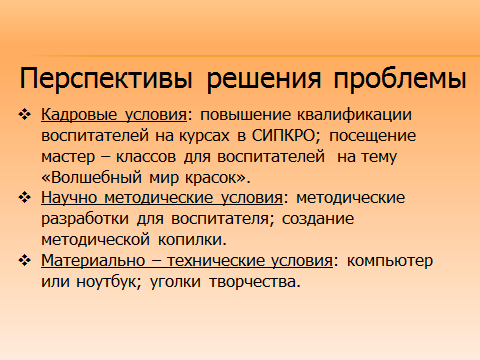 Перспективы решения проблемы
❖ Кадровые условия: повышение квалификации
воспитателей на курсах в СИПКРО; посещение
мастер – классов для воспитателей на тему
«Волшебный мир красок».
❖ Научно методические условия: методические
разработки для воспитателя; создание
методической копилки.
❖ Материально – технические условия: компьютер
или ноутбук; уголки творчества.